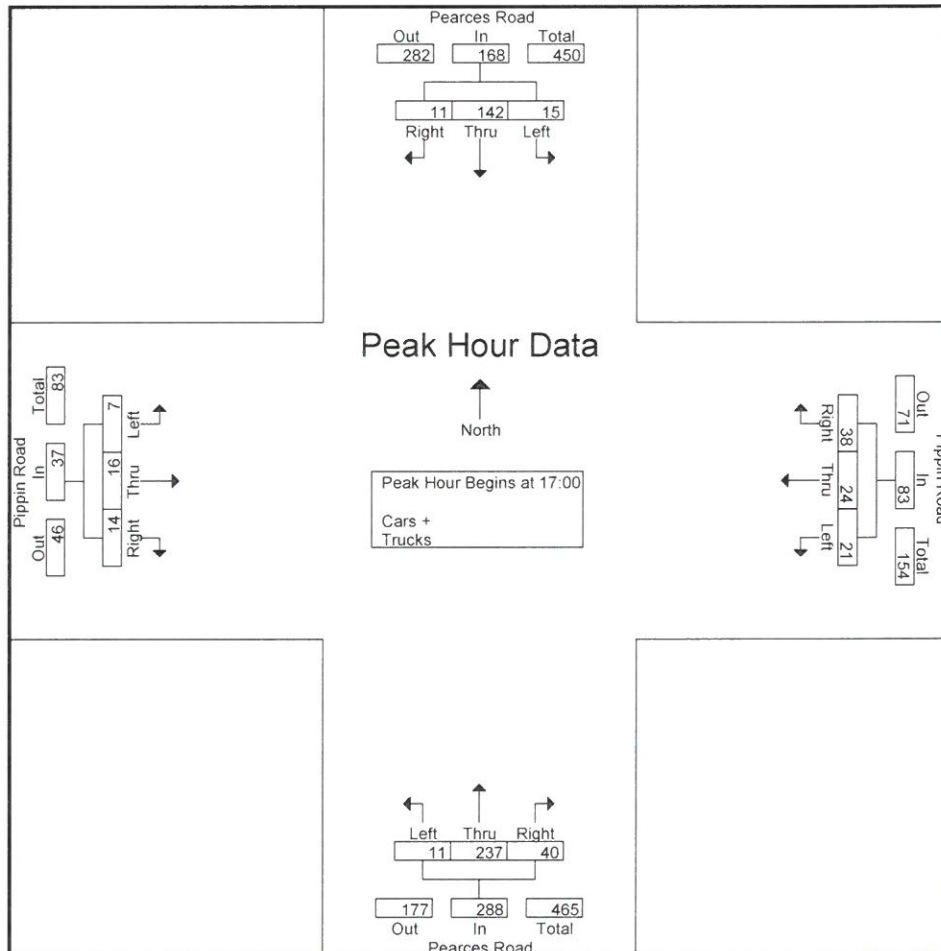 Pearces Road
Out In Total
282 168 450
11 142 15
Right Thru Left
Peak Hour Data
North
Peak Hour Begins at 17:00
Cars +
Trucks
Pippin Road
Out In Total
46 37 83
14 16 7
Right Thru Left
Right Thru Left
38 24 21
71 83 154
Out In Total
Pippin Road
Left Thru Right
11 237 40
177 288 465
Out In Total
Pearces Road